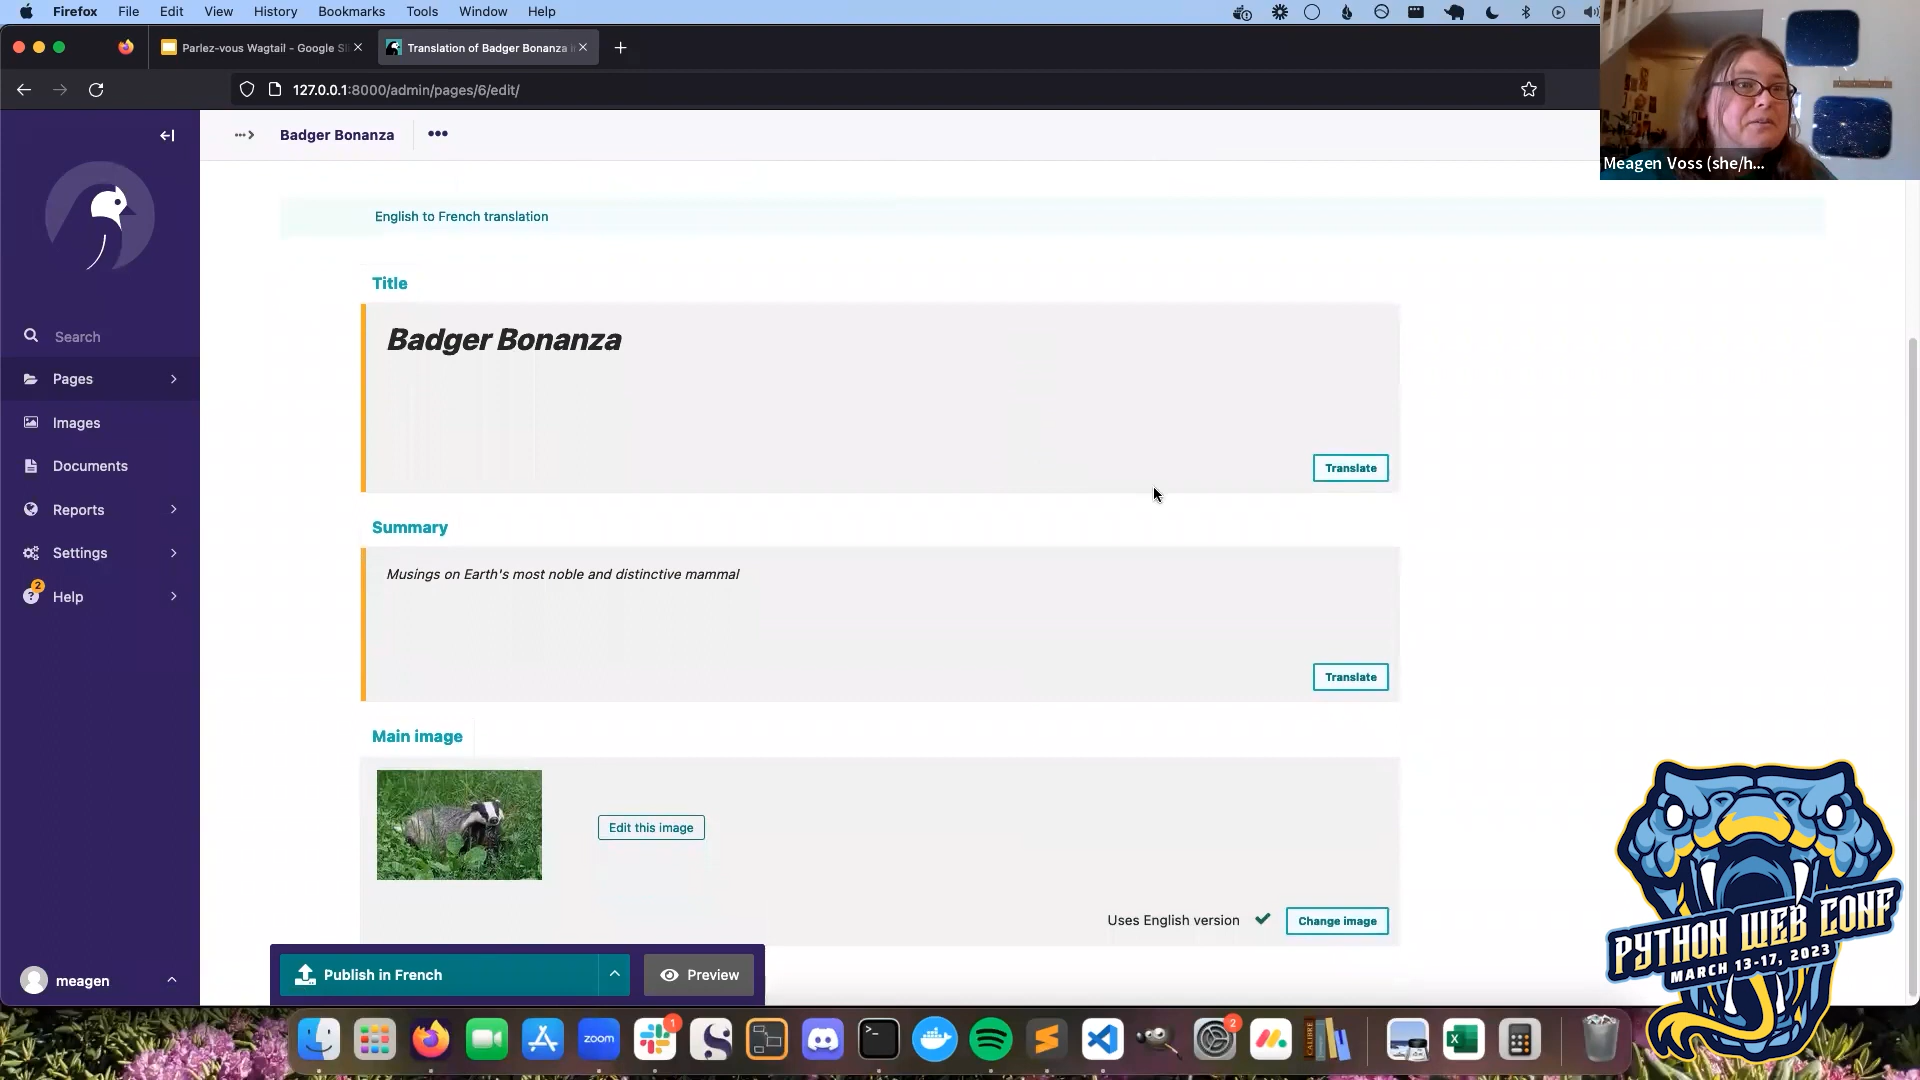 Firefox File Edit View History Bookmarks Tools Window Help
Parlez-vous Wagtail - Google Sl
Translation of Badger Bonanza
127.0.0.1:8000/admin/pages/6/edit/
Badger Bonanza
Meagen Voss (she/h...
English to French translation
Title
Badger Bonanza
Translate
Summary
Musings on Earth's most noble and distinctive mammal
Translate
Main image
Edit this image
Uses English version
Change image
Publish in French
Preview
Search
Pages
Images
Documents
Reports
Settings
2
Help
meagen
PYTHON WEB CONF
MARCH 13-17, 2023
zoom
1
2
CALIBRE